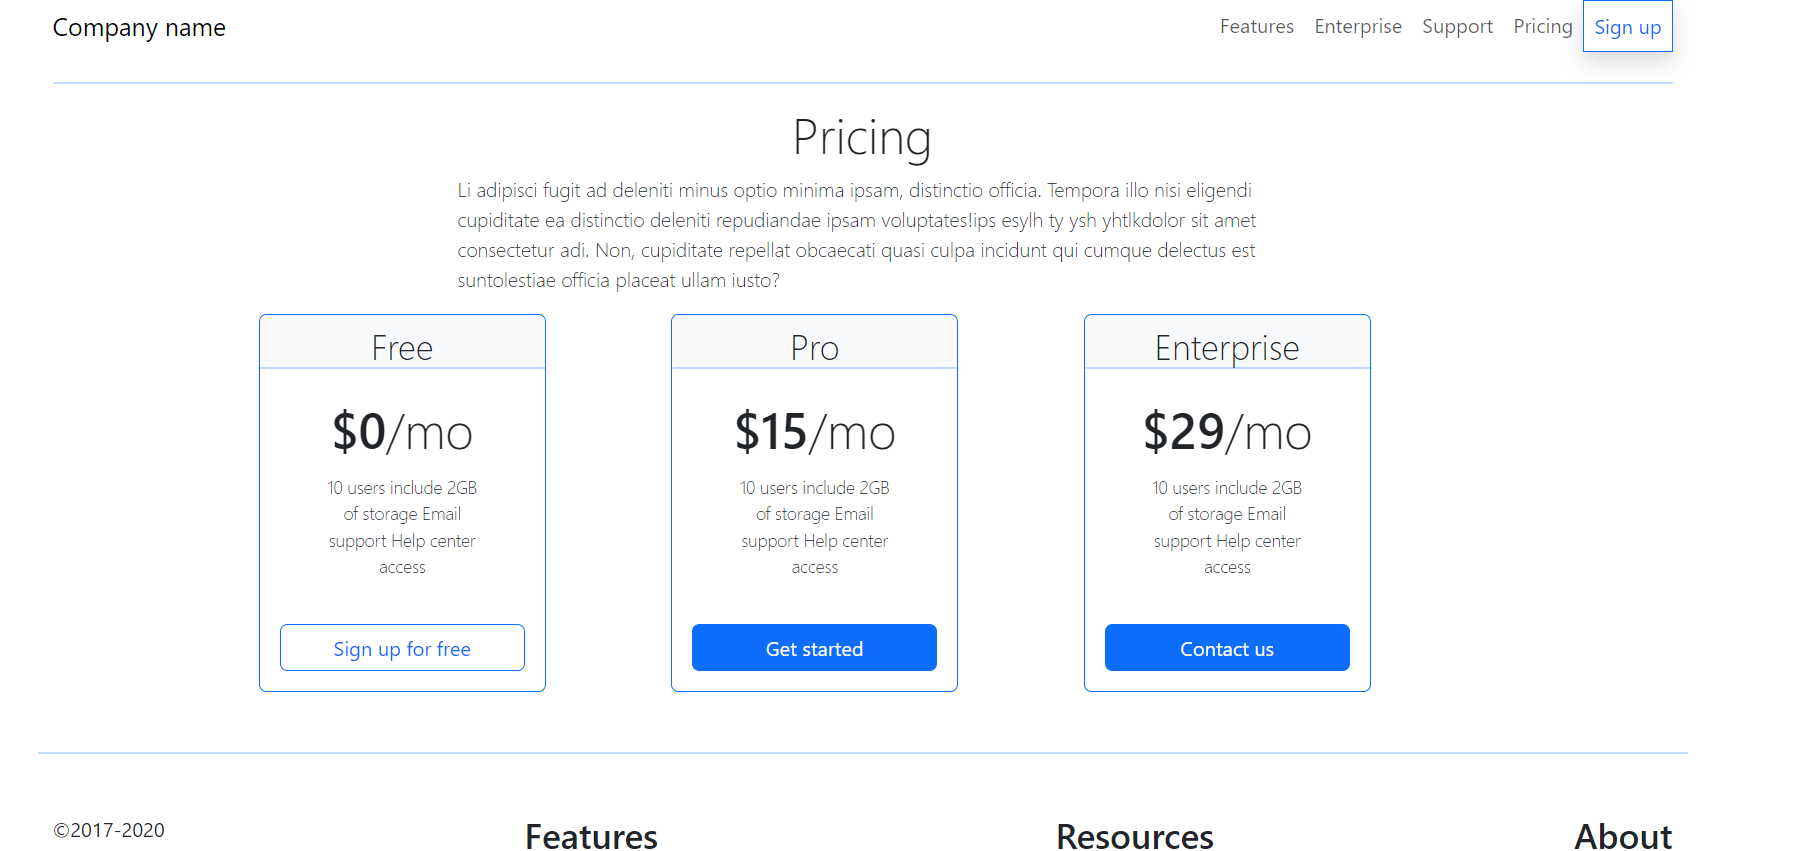 Company name
Features Enterprise Support Pricing Sign up
Pricing
Li adipisci fugit ad deleniti minus optio minima ipsam, distinctio officia. Tempora illo nisi eligendi
cupiditate ea distinctio deleniti repudiandae ipsam voluptates!ips esylh ty ysh yhtlkdolor sit amet
consectetur adi. Non, cupiditate repellat obcaecati quasi culpa incidunt qui cumque delectus est
suntolestiae officia placeat ullam iusto?
Free
$0/mo
10 users include 2GB
of storage Email
support Help center
access
Sign up for free
Pro
$15/mo
10 users include 2GB
of storage Email
support Help center
access
Get started
Enterprise
$29/mo
10 users include 2GB
of storage Email
support Help center
access
Contact us
©2017-2020
Features
Resources
About